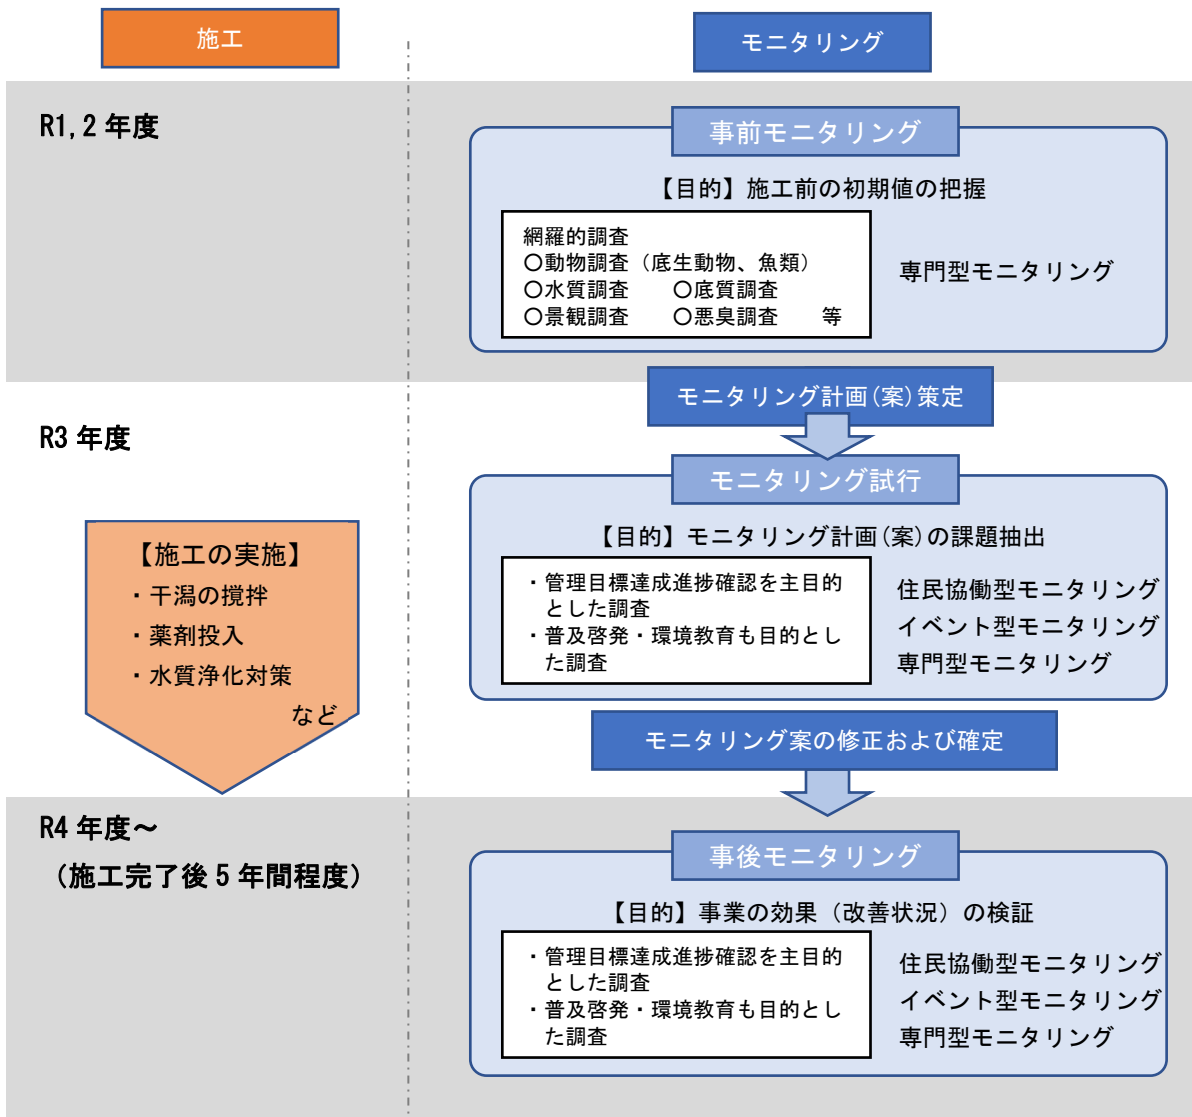 施工
モニタリング
R1,2 年度
事前モニタリング
【目的】施工前の初期値の把握
網羅的調査
〇動物調査（底生動物、魚類）
〇水質調査　　〇底質調査
〇景観調査　　〇悪臭調査　　等
専門型モニタリング
モニタリング計画(案)策定
R3 年度
モニタリング試行
【目的】モニタリング計画(案)の課題抽出
・管理目標達成進捗確認を主目的
とした調査
・普及啓発・環境教育も目的とし
た調査
住民協働型モニタリング
イベント型モニタリング
専門型モニタリング
【施工の実施】
・干潟の撹拌
・薬剤投入
・水質浄化対策
など
モニタリング案の修正および確定
R4 年度～
（施工完了後 5 年間程度）
事後モニタリング
【目的】事業の効果（改善状況）の検証
・管理目標達成進捗確認を主目的
とした調査
・普及啓発・環境教育も目的とし
た調査
住民協働型モニタリング
イベント型モニタリング
専門型モニタリング